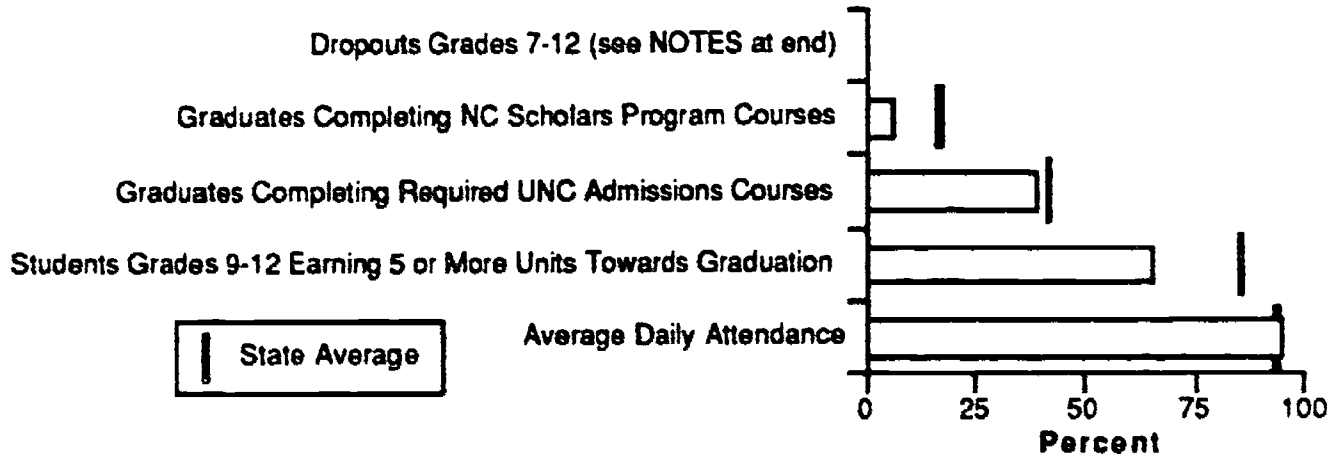 Dropouts Grades 7-12 (see NOTES at end)
Graduates Completing NC Scholars Program Courses
Graduates Completing Required UNC Admissions Courses
Students Grades 9-12 Earning 5 or More Units Towards Graduation
Average Daily Attendance
State Average
0 25 50 75 100
Percent